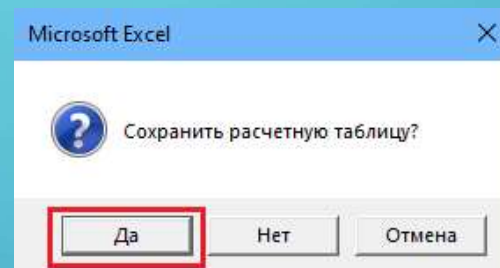 Microsoft Excel
Сохранить расчетную таблицу?
Да
Нет
Отмена